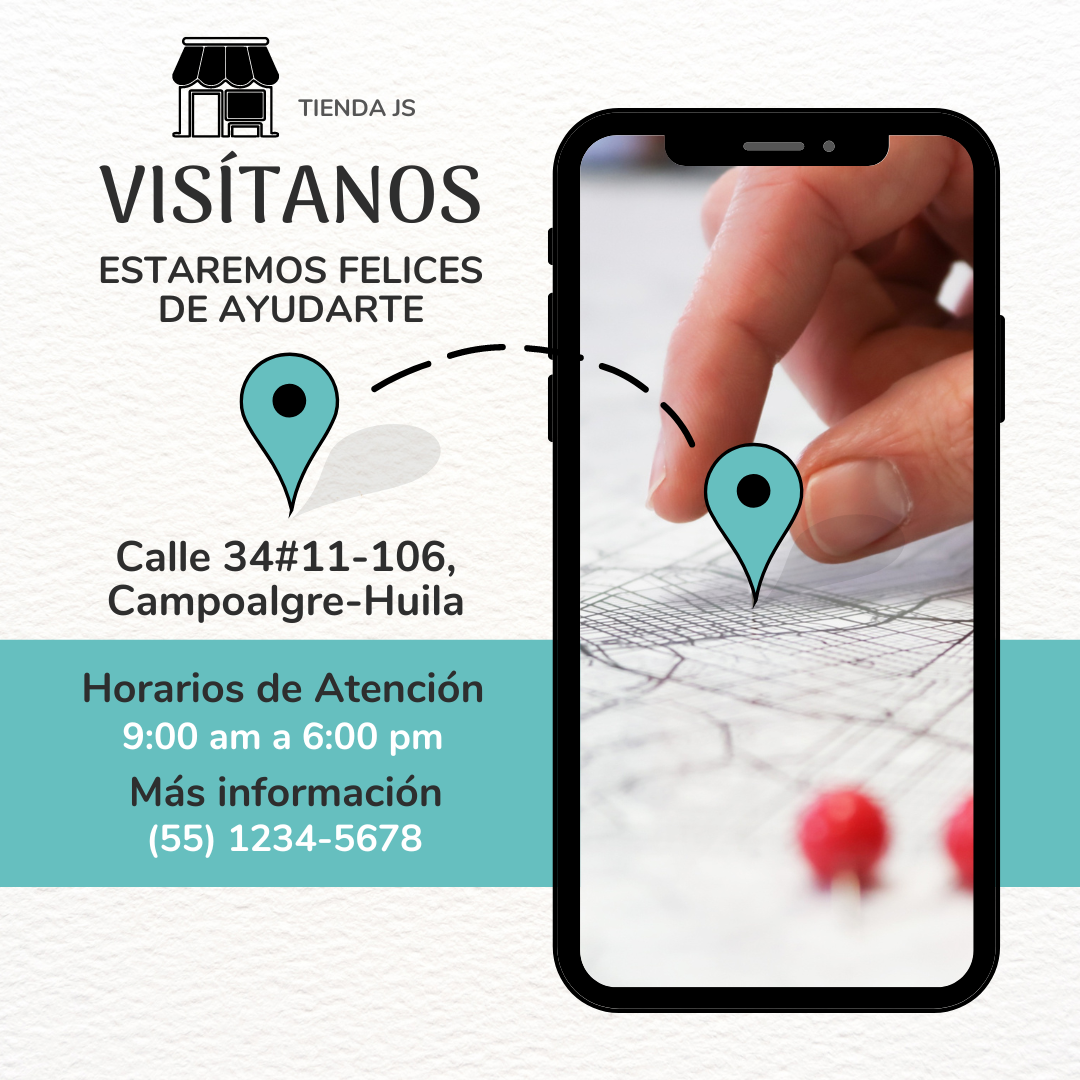 TIENDA JS
VISÍTANOS
ESTAREMOS FELICES
DE AYUDARTE
Calle 34#11-106,
Campoalgre-Huila
Horarios de Atención
9:00 am a 6:00 pm
Más información
(55) 1234-5678